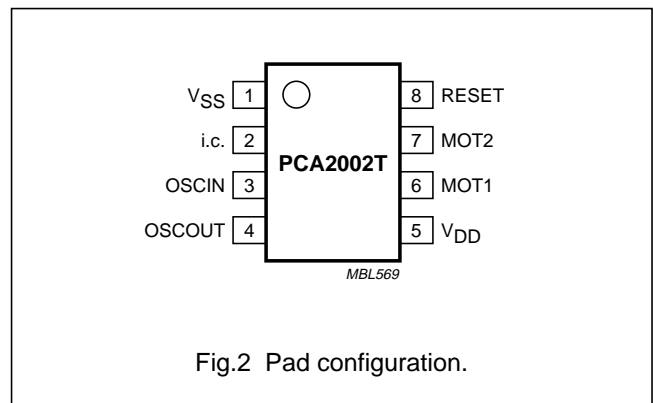 VSS 1 8 RESET
i.c. 2 7 MOT2
PCA2002T
OSCIN 3 6 MOT1
OSCOUT 4 5 VDD
MBL569
Fig.2 Pad configuration.